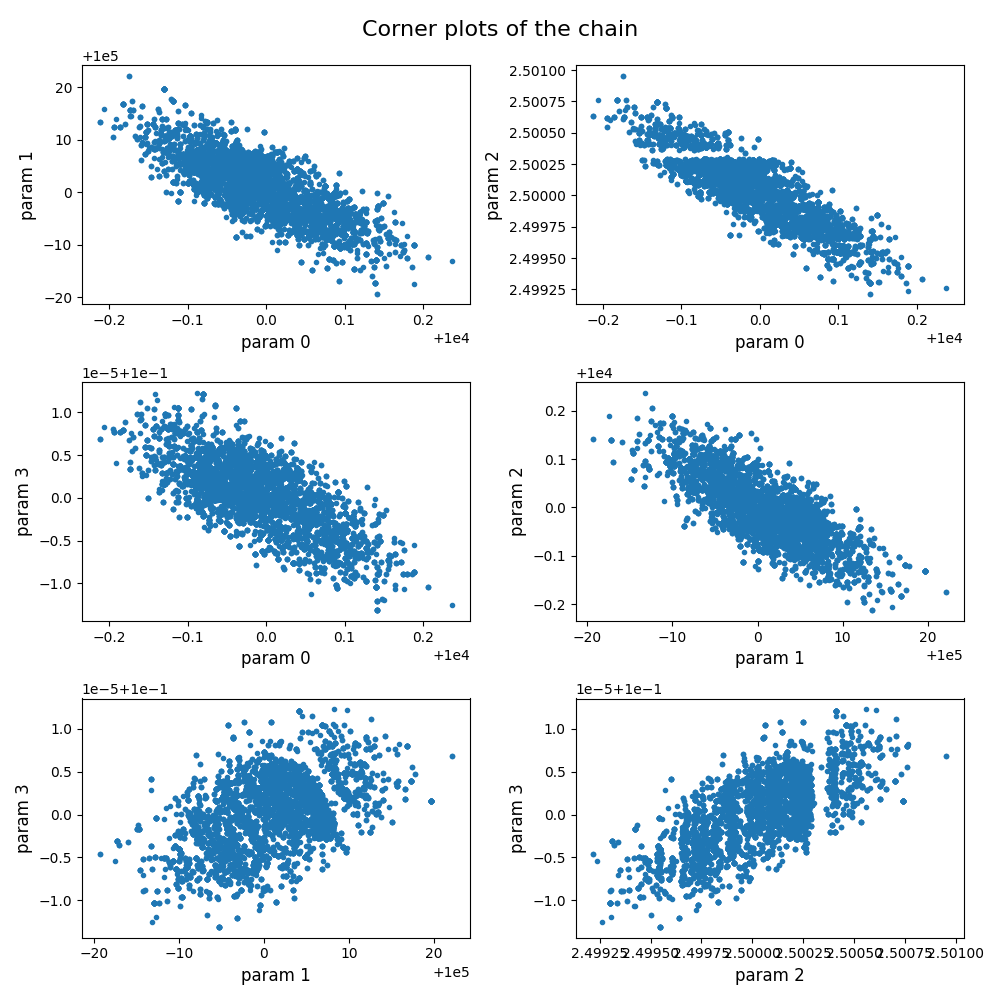 Corner plots of the chain
+1e5
20
10
0
−10
−20
param 1
−0.2 −0.1 0.0 0.1 0.2
+1e4
param 0
2.50100
2.50075
2.50050
2.50025
2.50000
2.49975
2.49950
2.49925
param 2
−0.2 −0.1 0.0 0.1 0.2
+1e4
param 0
1e−5+1e−1
1.0
0.5
0.0
−0.5
−1.0
param 3
−0.2 −0.1 0.0 0.1 0.2
+1e4
param 0
+1e4
0.2
0.1
0.0
−0.1
−0.2
param 2
−20 −10 0 10 20
+1e5
param 1
1e−5+1e−1
1.0
0.5
0.0
−0.5
−1.0
param 3
−20 −10 0 10 20
+1e5
param 1
1e−5+1e−1
1.0
0.5
0.0
−0.5
−1.0
param 3
2.49925 2.49950 2.49975 2.50000 2.50025 2.50050 2.50075 2.50100
param 2